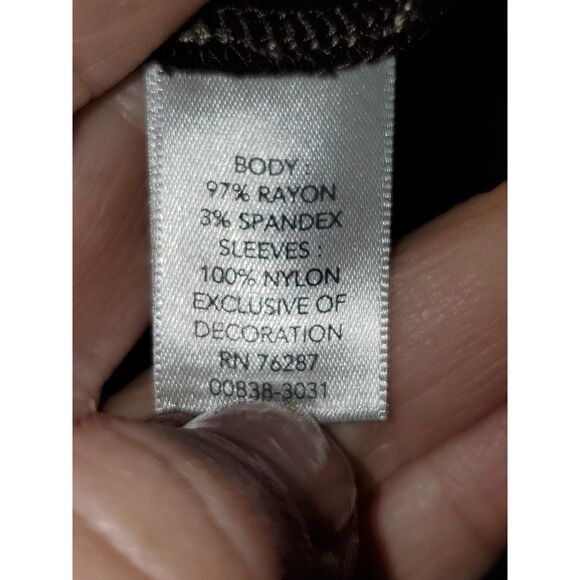 BODY :
97% RAYON
3% SPANDEX
SLEEVES :
100% NYLON
EXCLUSIVE OF
DECORATION
RN 76287
00838-3031